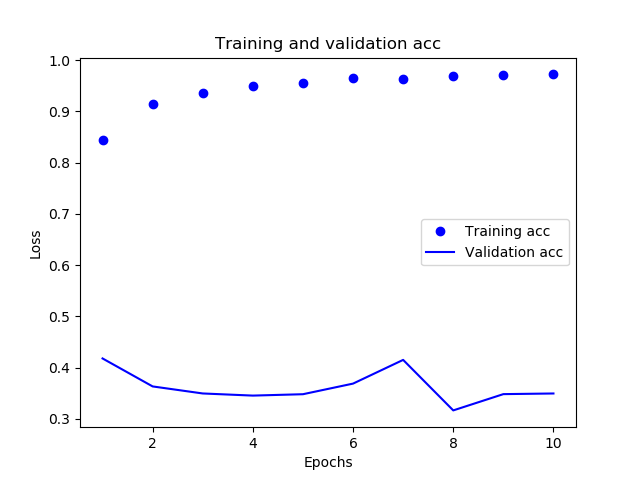 Training and validation acc
1.0
0.9
0.8
0.7
0.6
0.5
0.4
0.3
Loss
Training acc
Validation acc
2 4 6 8 10
Epochs